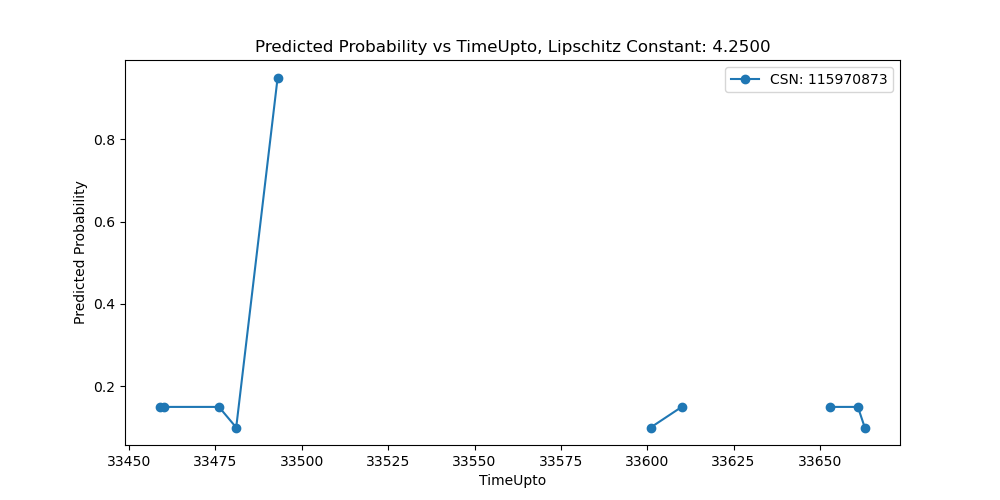 Predicted Probability vs TimeUpto, Lipschitz Constant: 4.2500
CSN: 115970873
Predicted Probability
0.8
0.6
0.4
0.2
33450 33475 33500 33525 33550 33575 33600 33625 33650
TimeUpto